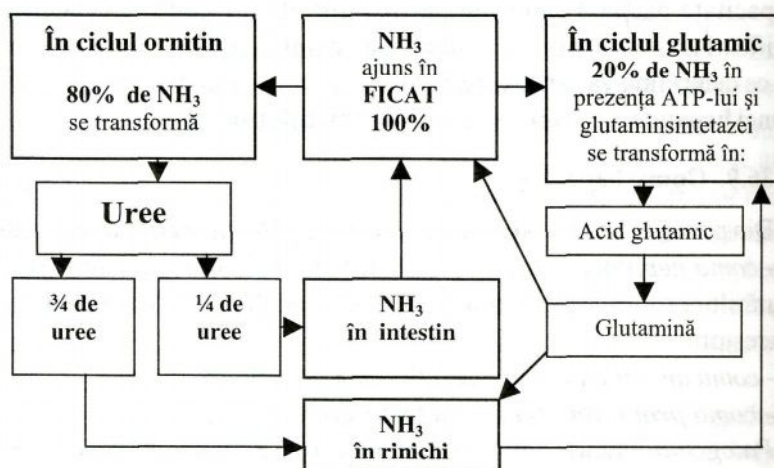 În ciclul ornitin
80% de NH₃
se transformă
NH₃
ajuns în
FICAT
100%
În ciclul glutamic
20% de NH₃ în
prezența ATP-lui și
glutaminsintetazei
se transformă în:
Uree
Acid glutamic
¾ de
uree
¼ de
uree
NH₃
în intestin
Glutamină
NH₃
în rinichi